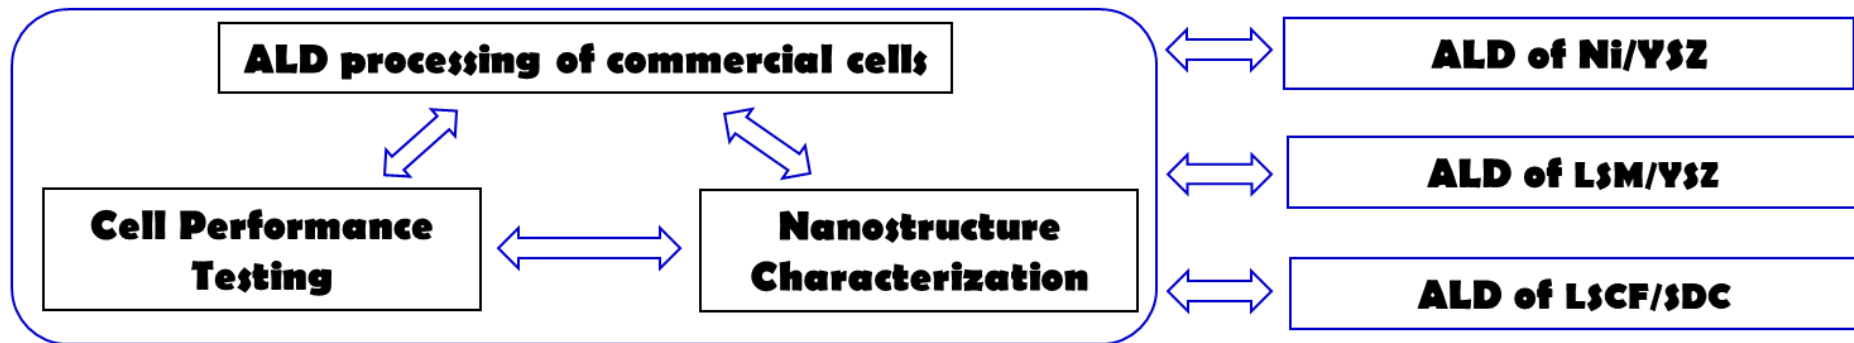 ALD processing of commercial cells
Cell Performance
Testing
Nanostructure
Characterization
ALD of Ni/YSZ
ALD of LSM/YSZ
ALD of LSCF/SDC